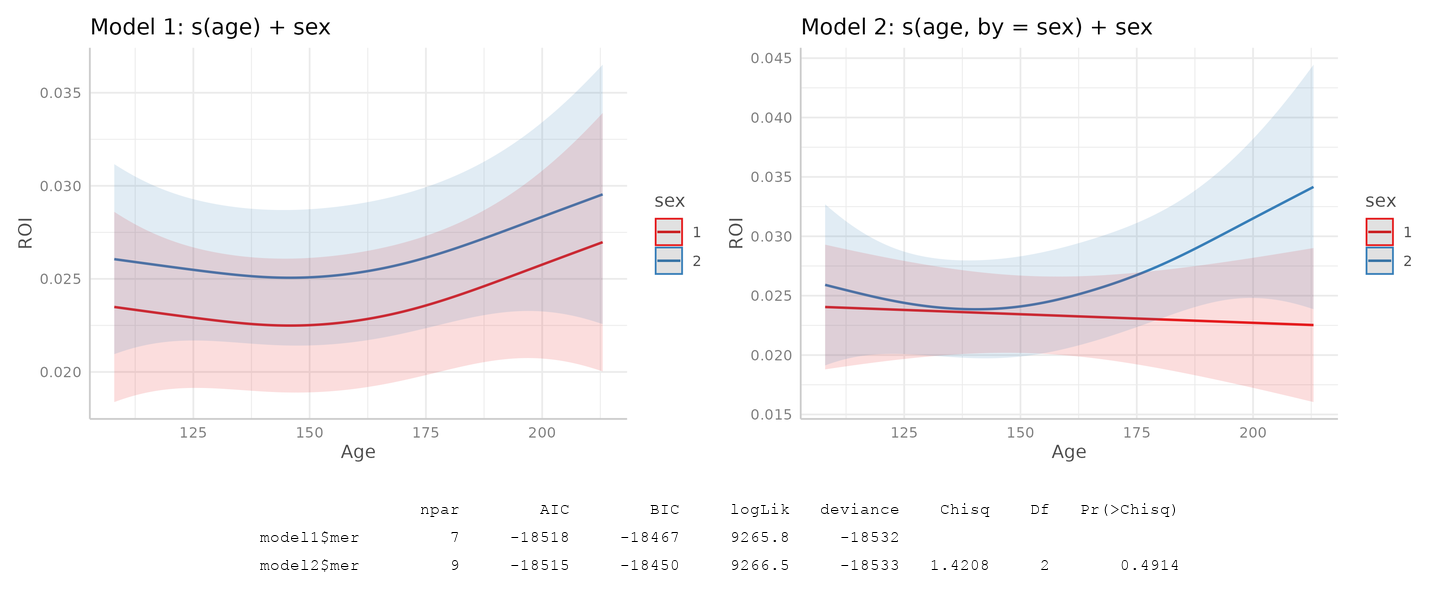 Model 1: s(age) + sex
0.035
0.030
0.025
0.020
ROI
125 150 175 200
Age
sex
1
2
Model 2: s(age, by = sex) + sex
0.045
0.040
0.035
0.030
0.025
0.020
0.015
ROI
125 150 175 200
Age
sex
1
2
npar AIC BIC logLik deviance Chisq Df Pr(>Chisq)
model1$mer 7 -18518 -18467 9265.8 -18532
model2$mer 9 -18515 -18450 9266.5 -18533 1.4208 2 0.4914